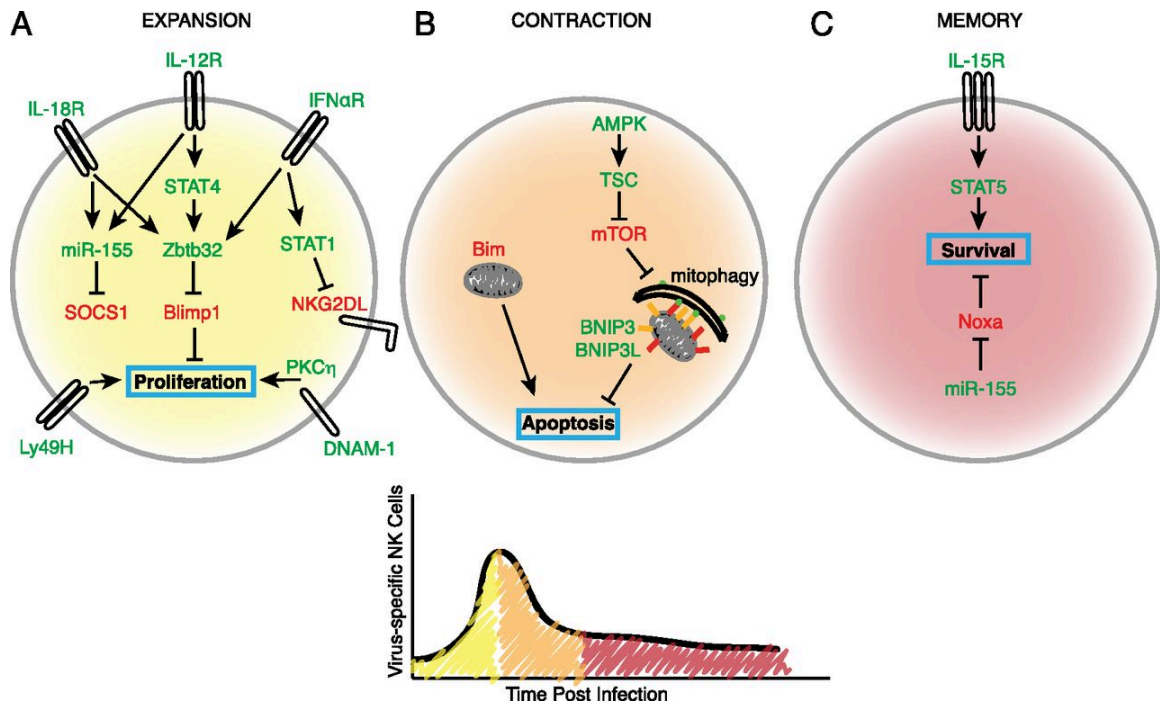 A
EXPANSION
IL-12R
IL-18R
IFNαR
STAT4
miR-155
Zbtb32
STAT1
SOCS1
Blimp1
NKG2DL
Proliferation
PKCη
Ly49H
DNAM-1
B
CONTRACTION
AMPK
TSC
mTOR
Bim
mitophagy
BNIP3
BNIP3L
Apoptosis
C
MEMORY
IL-15R
STAT5
Survival
Noxa
miR-155
Virus-specific NK Cells
Time Post Infection